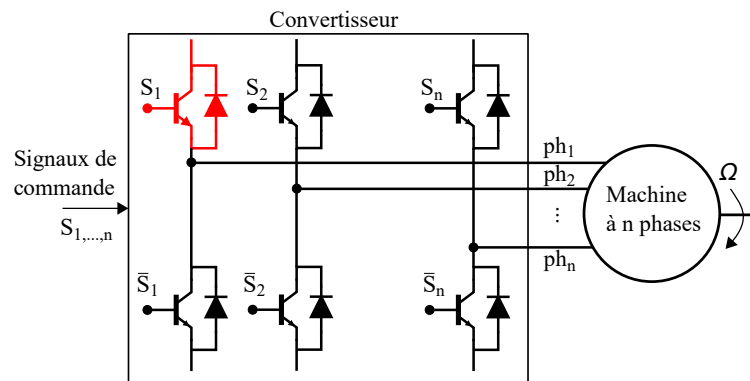 Convertisseur
S₁
S₂
Sₙ
Signaux de
commande
S₁,...,ₙ
ph₁
ph₂
...
phₙ
Machine
à n phases
Ω
S̅₁
S̅₂
S̅ₙ